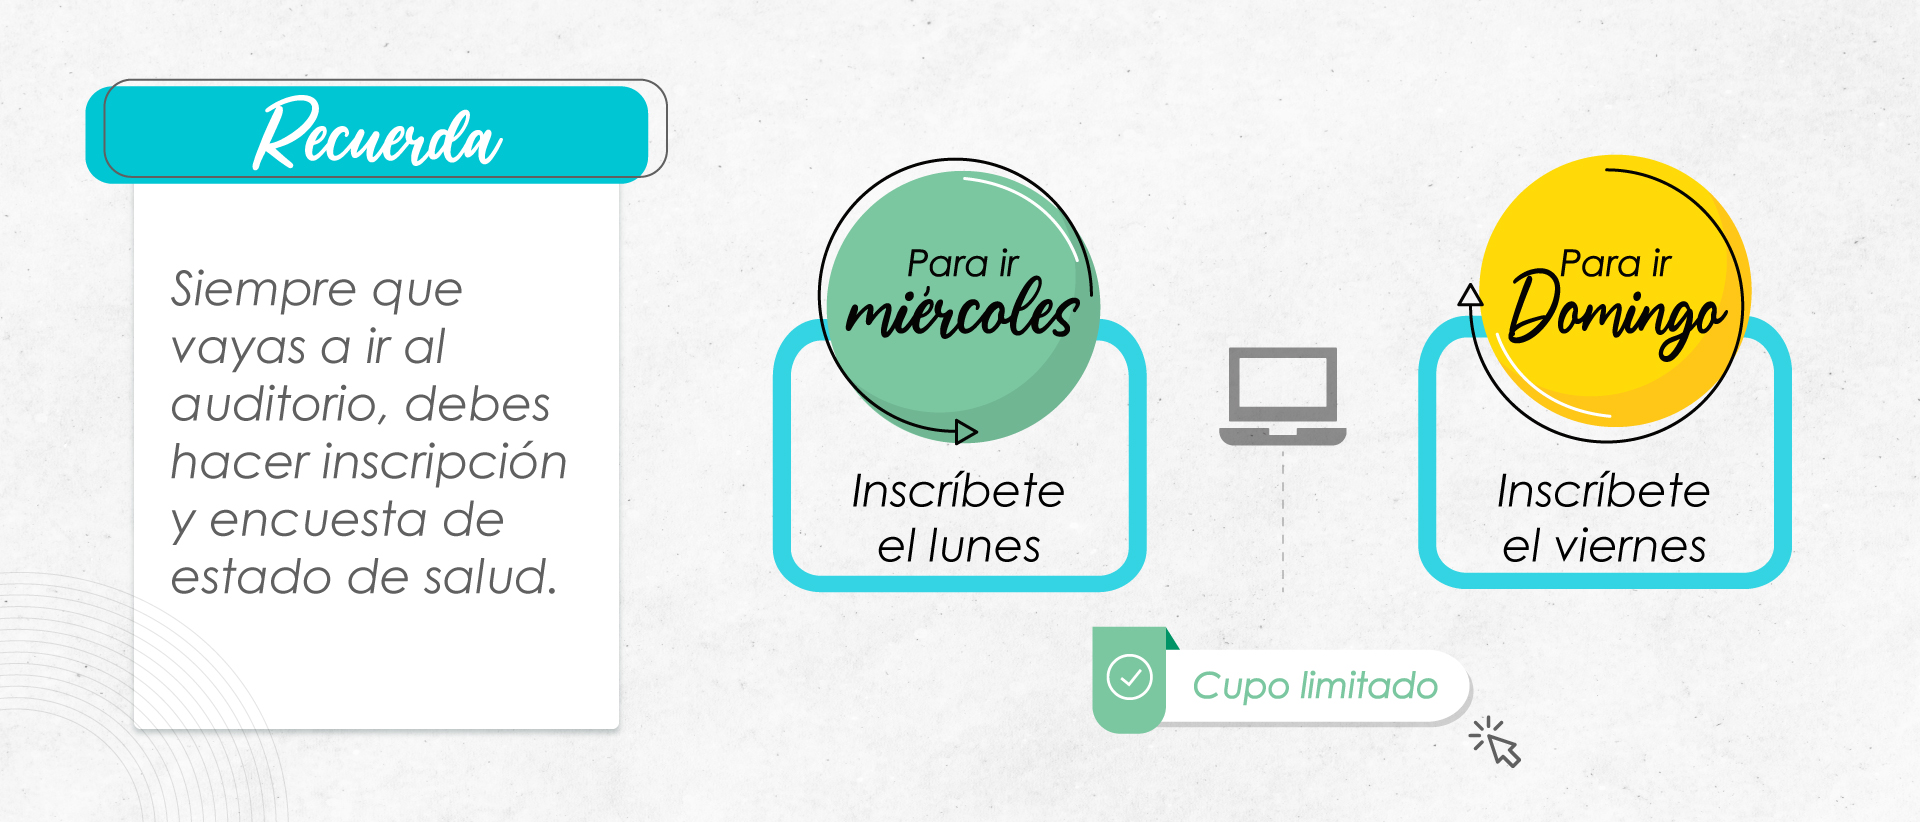 Recuerda
Siempre que
vayas a ir al
auditorio, debes
hacer inscripción
y encuesta de
estado de salud.
Para ir
miércoles
Inscríbete
el lunes
Para ir
Domingo
Inscríbete
el viernes
Cupo limitado